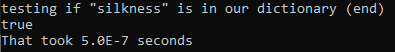 testing if "silkness" is in our dictionary (end)
true
That took 5.0E-7 seconds